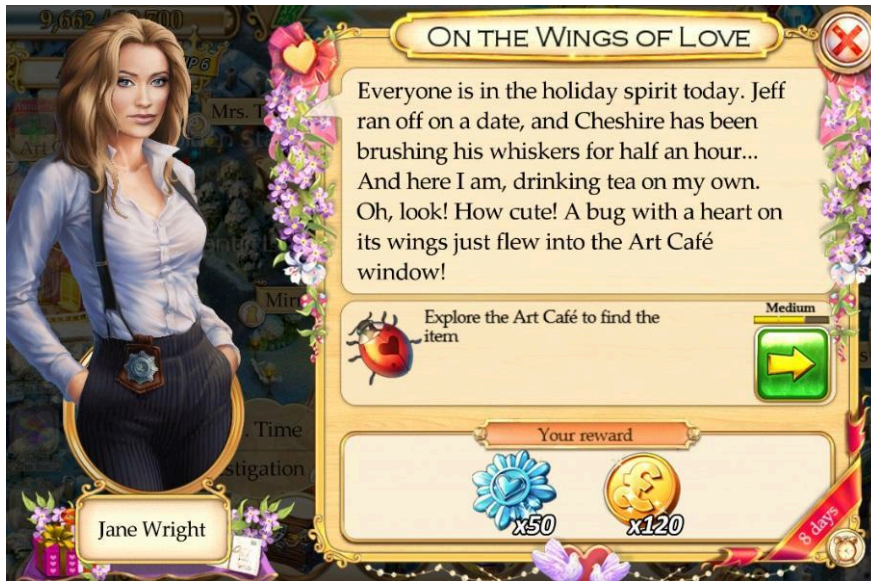 ON THE WINGS OF LOVE
Everyone is in the holiday spirit today. Jeff
ran off on a date, and Cheshire has been
brushing his whiskers for half an hour...
And here I am, drinking tea on my own.
Oh, look! How cute! A bug with a heart on
its wings just flew into the Art Café
window!
Explore the Art Café to find the
item
Medium
Your reward
x50
x120
8 days
Jane Wright
Mrs.
Time